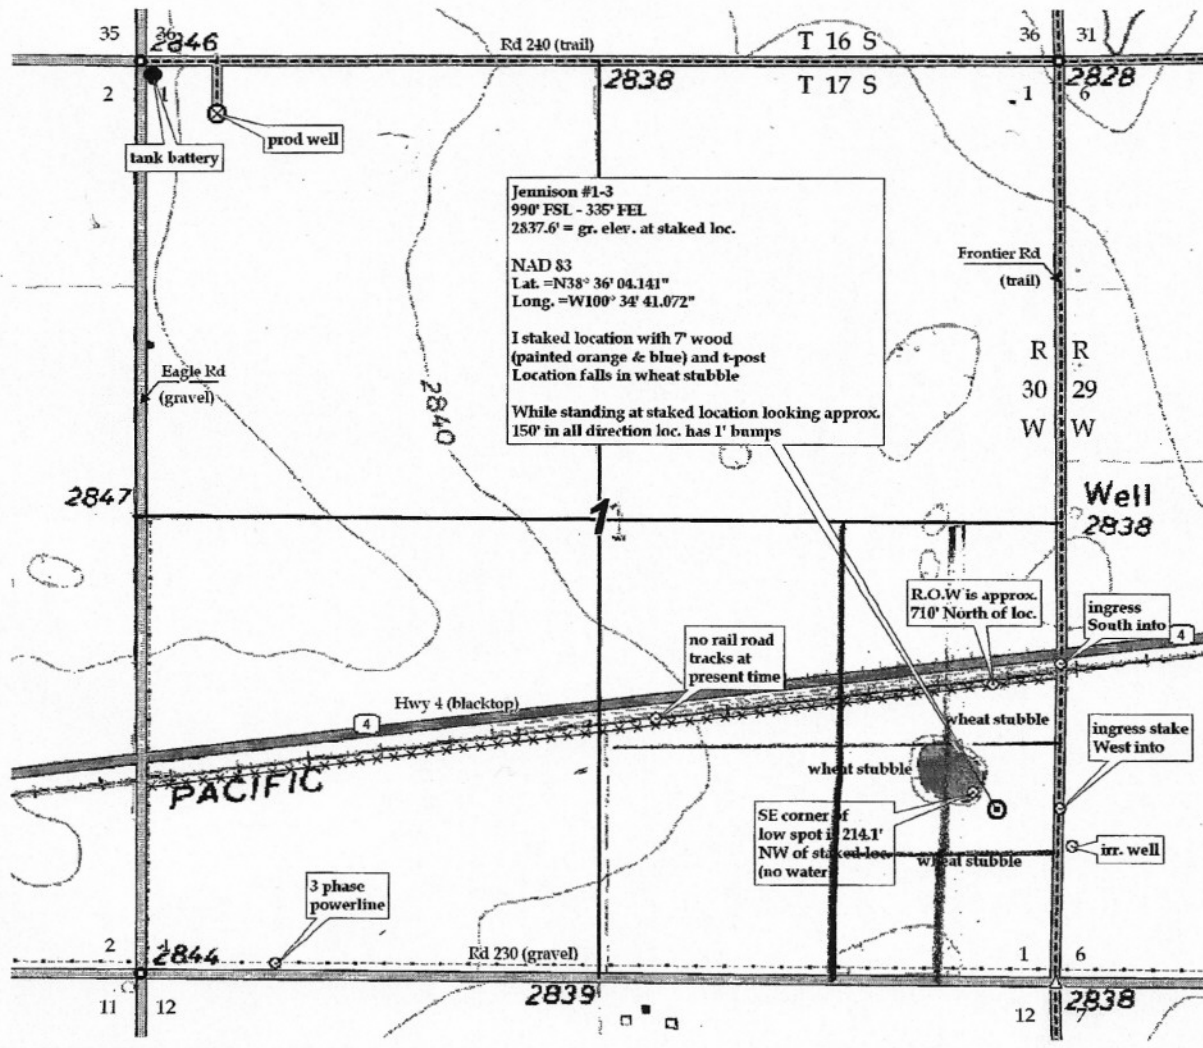 35 36 2846
Rd 240 (trail)
T 16 S
36 31
2 1
2838
T 17 S
2828
1 6
prod well
tank battery
Jennison #1-3
990' FSL - 335' FEL
2837.6' = gr. elev. at staked loc.
NAD 83
Lat. =N38° 36' 04.141"
Long. =W100° 34' 41.072"
I staked location with 7' wood
(painted orange & blue) and t-post
Location falls in wheat stubble
While standing at staked location looking approx.
150' in all direction loc. has 1' bumps
Frontier Rd
(trail)
R R
30 29
W W
Eagle Rd
(gravel)
2840
2847
1
Well
2838
R.O.W is approx.
710' North of loc.
ingress
South into
4
no rail road
tracks at
present time
Hwy 4 (blacktop)
4
PACIFIC
wheat stubble
ingress stake
West into
wheat stubble
SE corner of
low spot is 214.1'
NW of staked loc.
(no water)
wheat stubble
irr. well
3 phase
powerline
2 1
2844
Rd 230 (gravel)
1 6
11 12
2839
12 7
2838